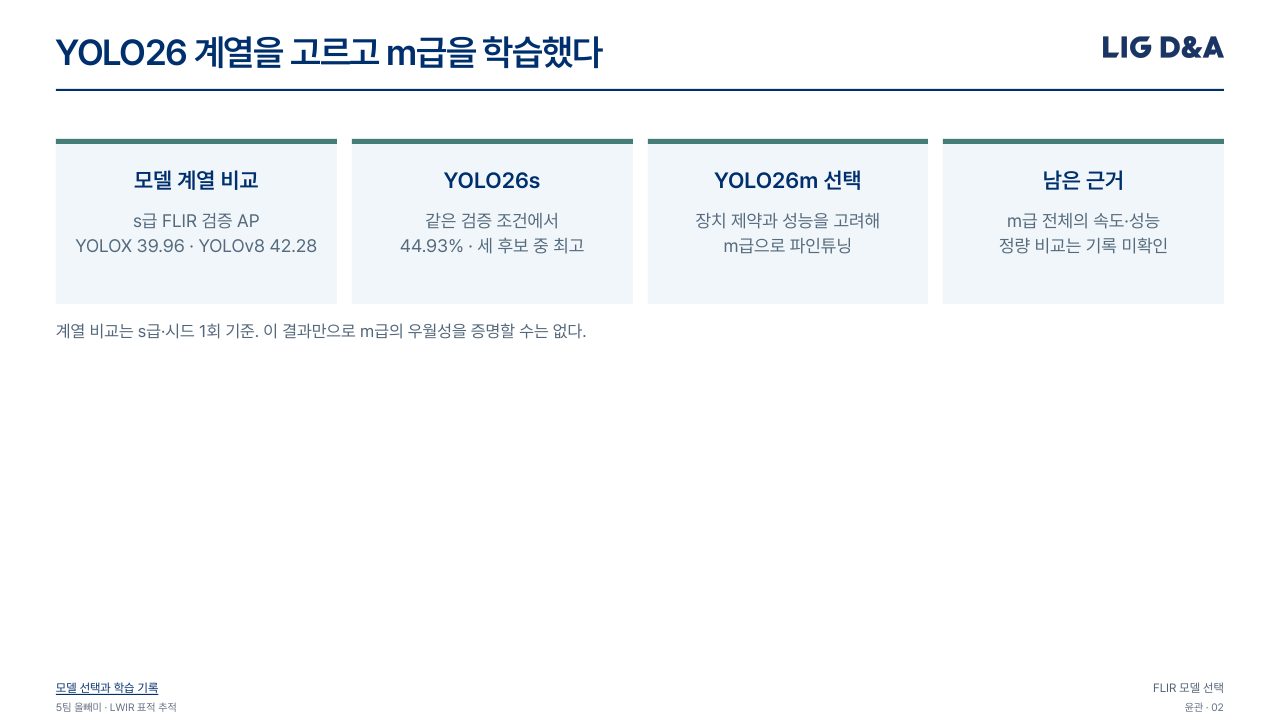 YOLO26 계열을 고르고 m급을 학습했다
LIG D&A
모델 계열 비교
s급 FLIR 검증 AP
YOLOX 39.96 · YOLOv8 42.28
YOLO26s
같은 검증 조건에서
44.93% · 세 후보 중 최고
YOLO26m 선택
장치 제약과 성능을 고려해
m급으로 파인튜닝
남은 근거
m급 전체의 속도·성능
정량 비교는 기록 미확인
계열 비교는 s급·시드 1회 기준. 이 결과만으로 m급의 우월성을 증명할 수는 없다.
모델 선택과 학습 기록
5팀 올빼미 · LWIR 표적 추적
FLIR 모델 선택
윤관 · 02